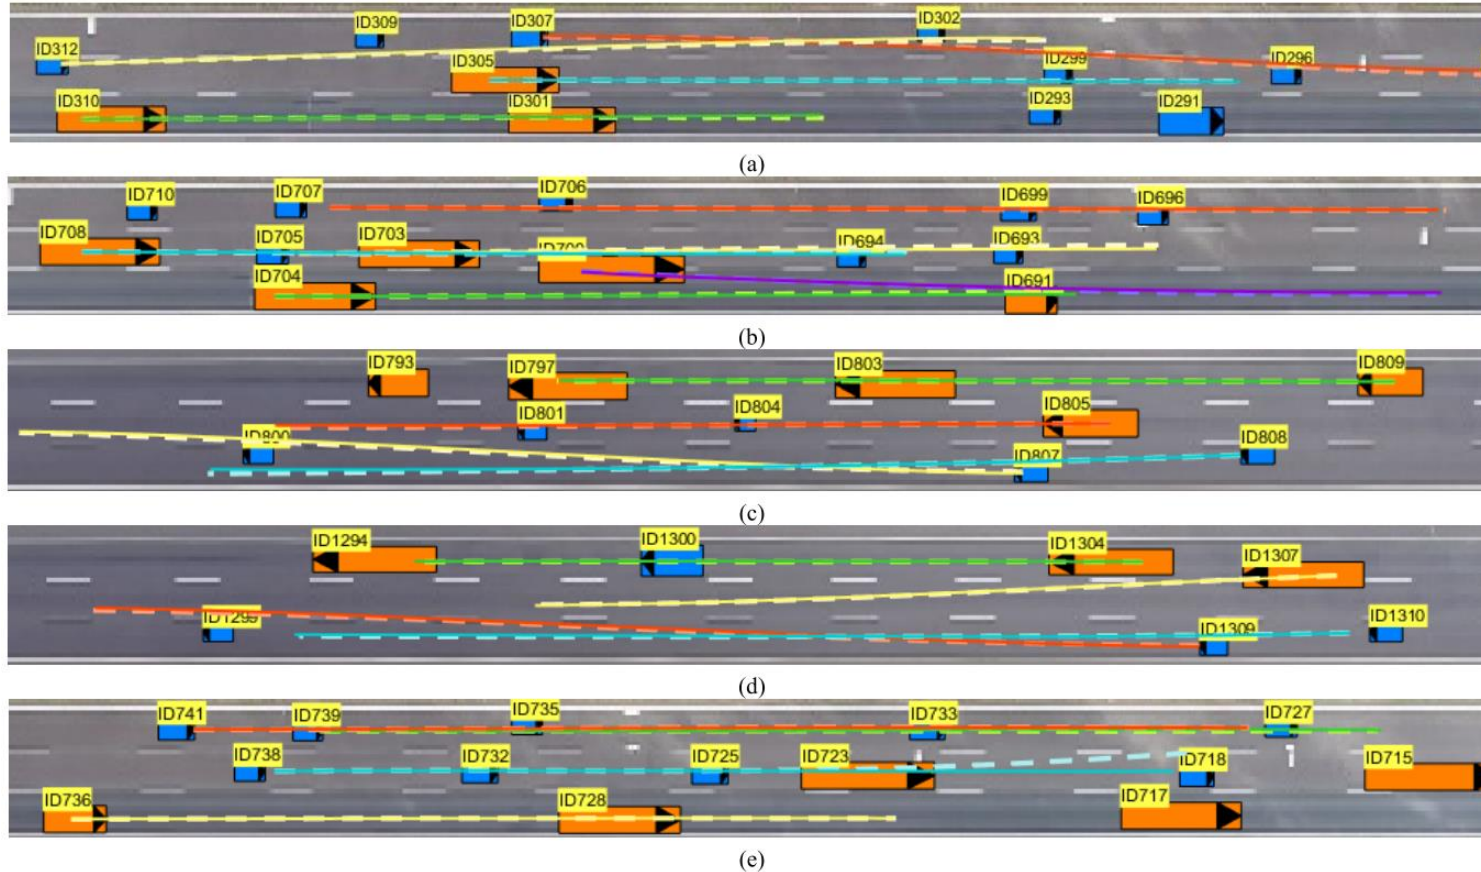 ID309 ID307 ID302
ID312 ID305 ID299 ID296
ID310 ID301 ID293 ID291
(a)
ID710 ID707 ID706 ID699 ID696
ID708 ID705 ID703 ID694 ID693
ID704 ID691
(b)
ID793 ID797 ID803 ID809
ID801 ID804 ID805
ID800 ID807 ID808
(c)
ID1294 ID1300 ID1304 ID1307
ID1309 ID1310
(d)
ID741 ID739 ID735 ID733 ID727
ID738 ID732 ID725 ID723 ID718 ID715
ID736 ID728 ID717
(e)